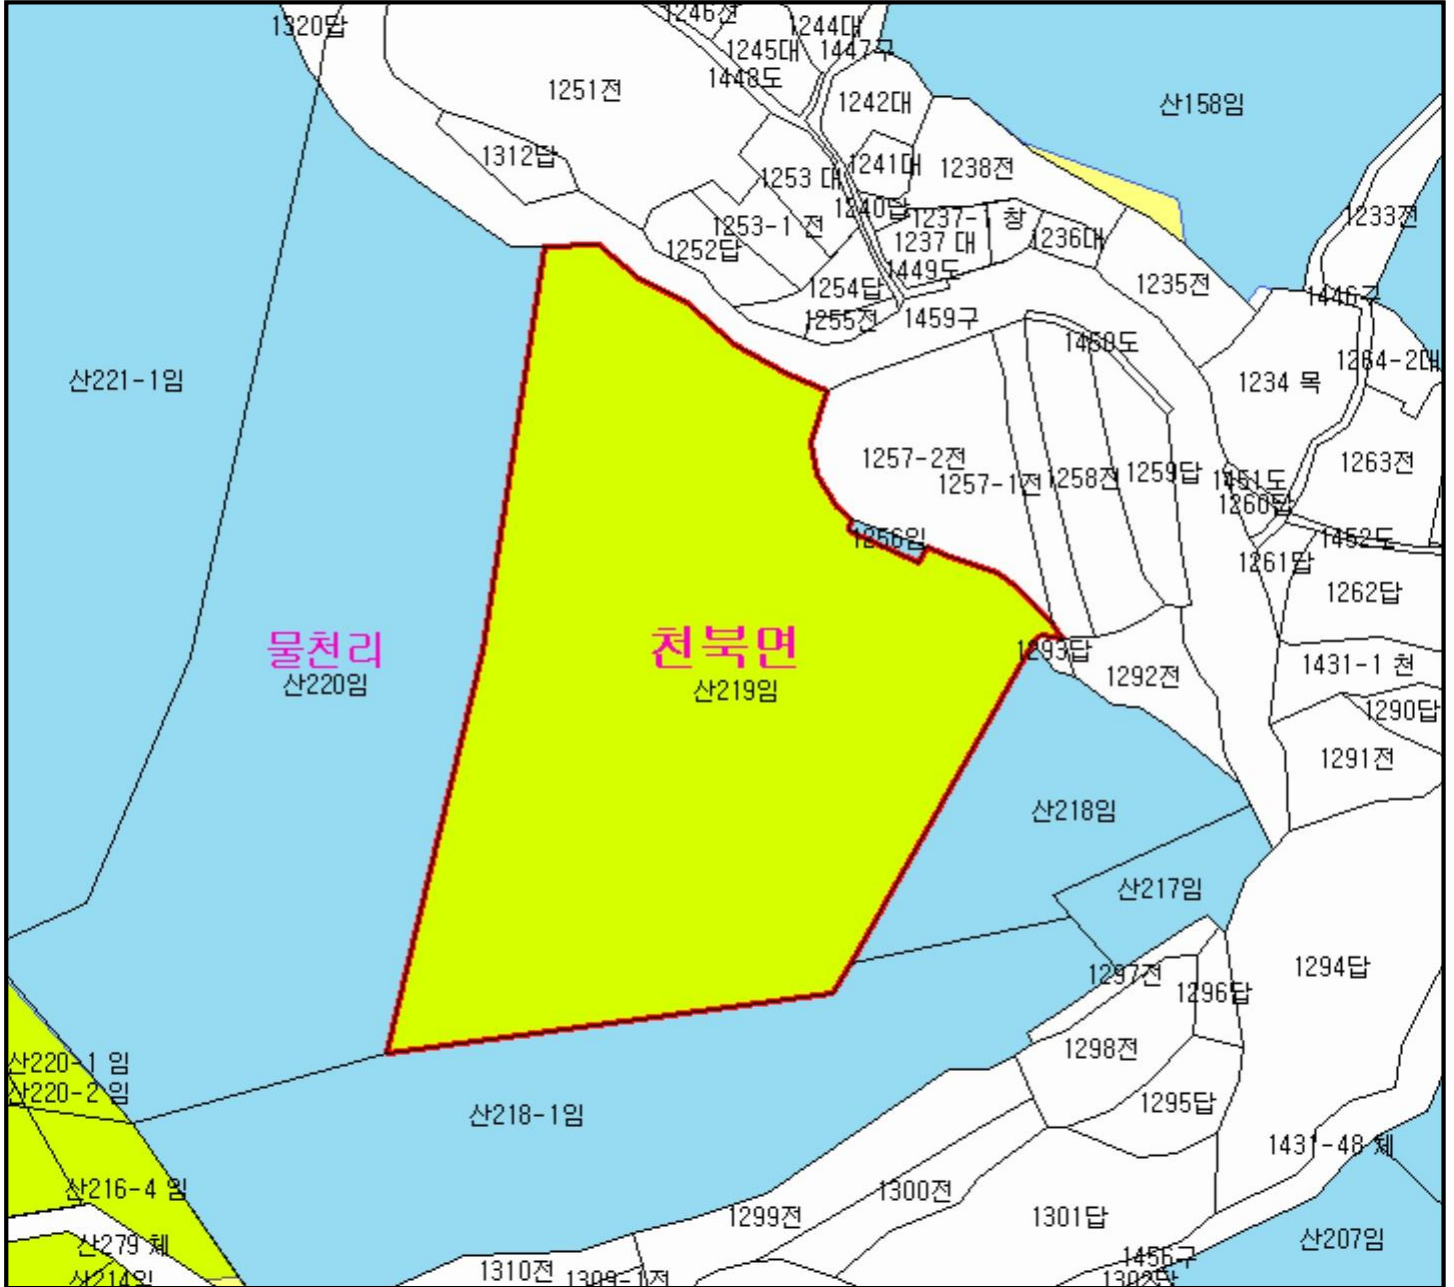 1246전
1244대
1320답
1245대
1447구
1448도
1251전
1242대
산158임
1312답
1241대
1238전
1253 대
1240답
1237-1
창
1233전
1253-1 전
1236대
1252답
1237 대
1449도
1254답
1235전
1446구
1255전
1459구
1450도
1264-2대
산221-1임
1234 목
1257-2전
1263전
1257-1전
1258전
1259답
1451도
1260답
1256임
1452도
1261답
1262답
물천리
천북면
1293답
1431-1 천
산220임
산219임
1292전
1290답
1291전
산218임
산217임
1297전
1294답
1296답
1298전
산220-1 임
산220-2 임
1295답
산218-1임
1431-48 체
산216-4 임
1300전
1299전
1301답
산279 체
산207임
1456구
1310전
1309-1전
산214임
1302답